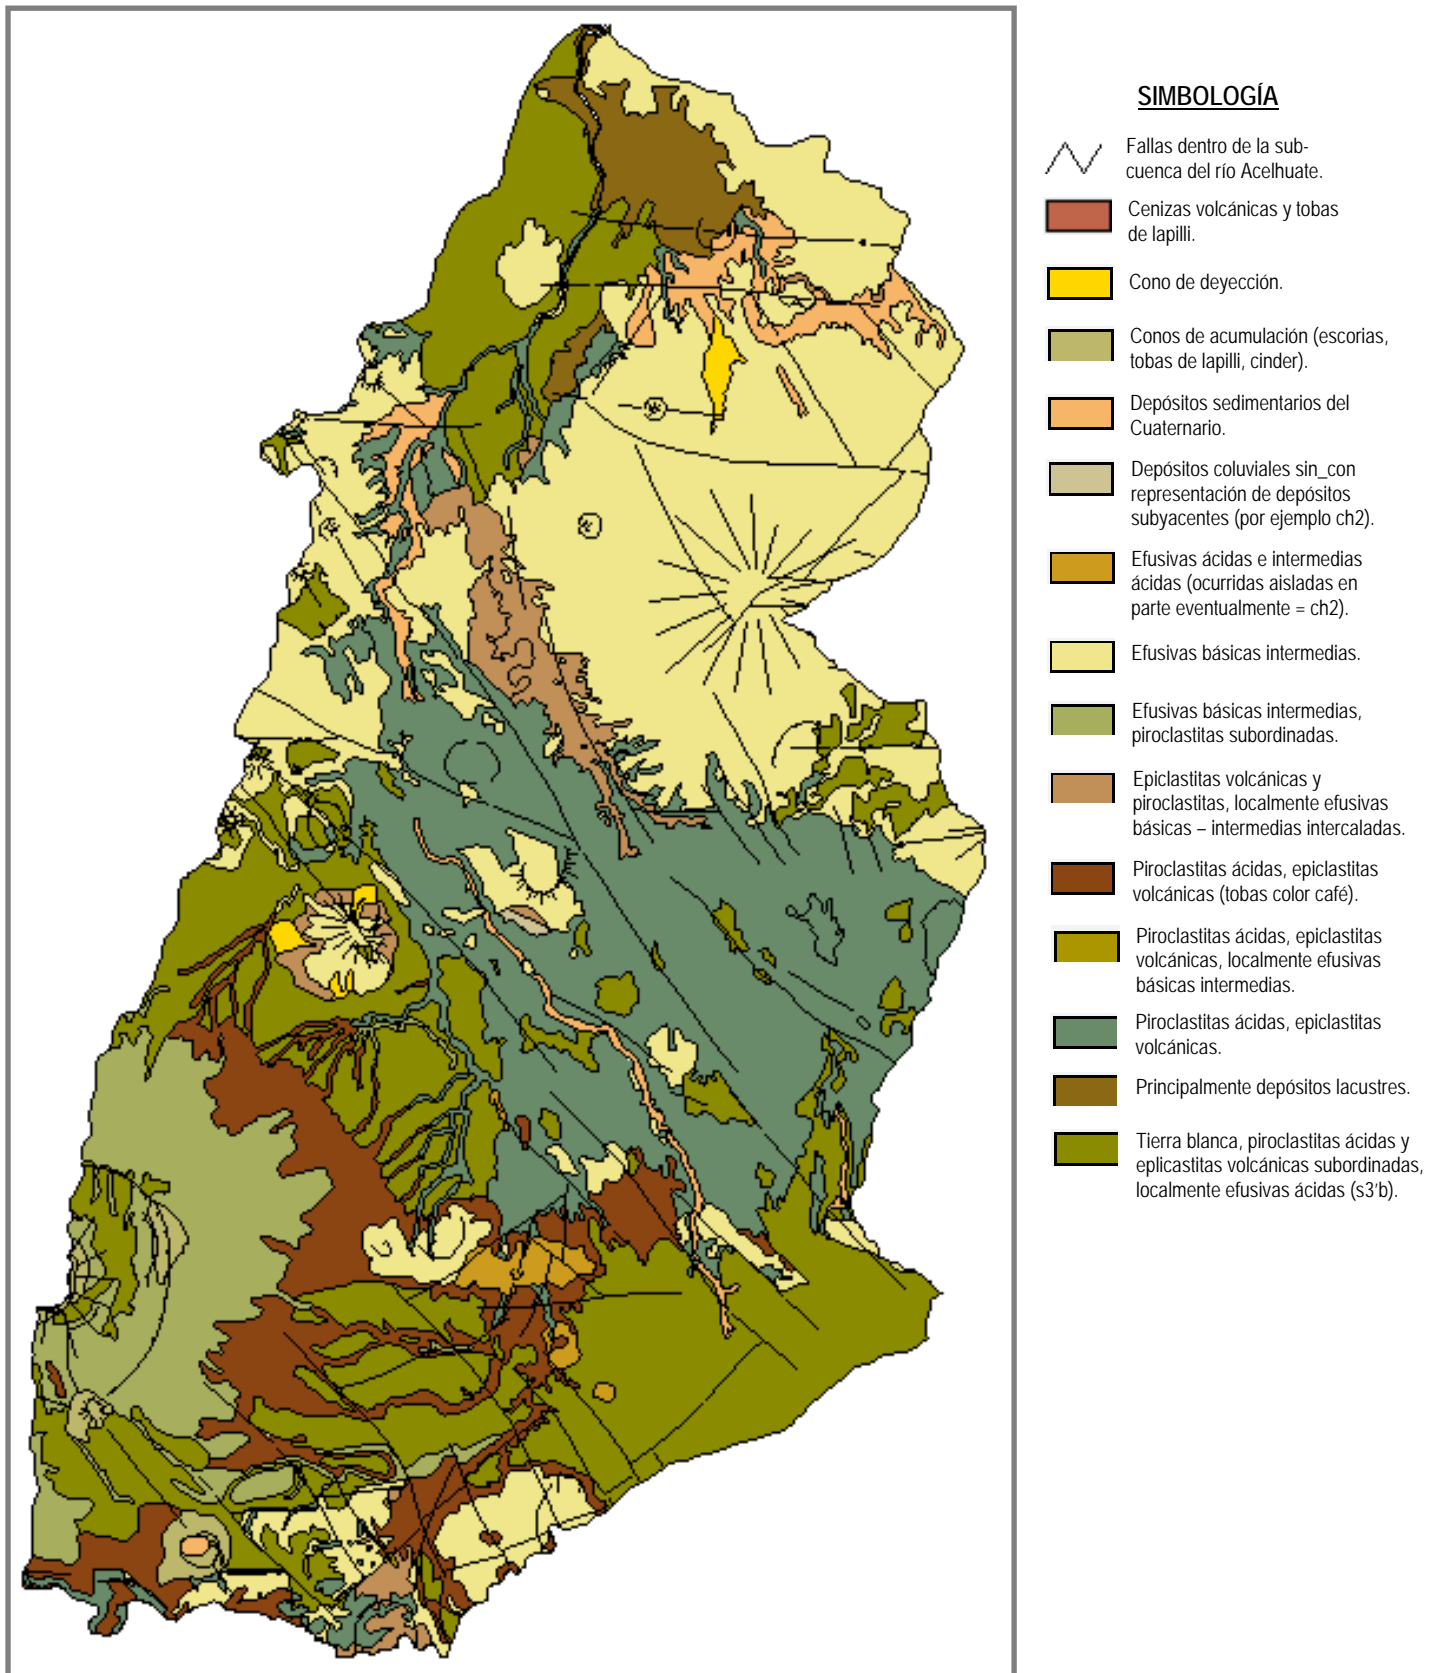 SIMBOLOGÍA
Fallas dentro de la sub-
cuenca del río Acelhuate.
Cenizas volcánicas y tobas
de lapilli.
Cono de deyección.
Conos de acumulación (escorias,
tobas de lapilli, cinder).
Depósitos sedimentarios del
Cuaternario.
Depósitos coluviales sin_con
representación de depósitos
subyacentes (por ejemplo ch2).
Efusivas ácidas e intermedias
ácidas (ocurridas aisladas en
parte eventualmente = ch2).
Efusivas básicas intermedias.
Efusivas básicas intermedias,
piroclastitas subordinadas.
Epiclastitas volcánicas y
piroclastitas, localmente efusivas
básicas – intermedias intercaladas.
Piroclastitas ácidas, epiclastitas
volcánicas (tobas color café).
Piroclastitas ácidas, epiclastitas
volcánicas, localmente efusivas
básicas intermedias.
Piroclastitas ácidas, epiclastitas
volcánicas.
Principalmente depósitos lacustres.
Tierra blanca, piroclastitas ácidas y
eplicastitas volcánicas subordinadas,
localmente efusivas ácidas (s3'b).